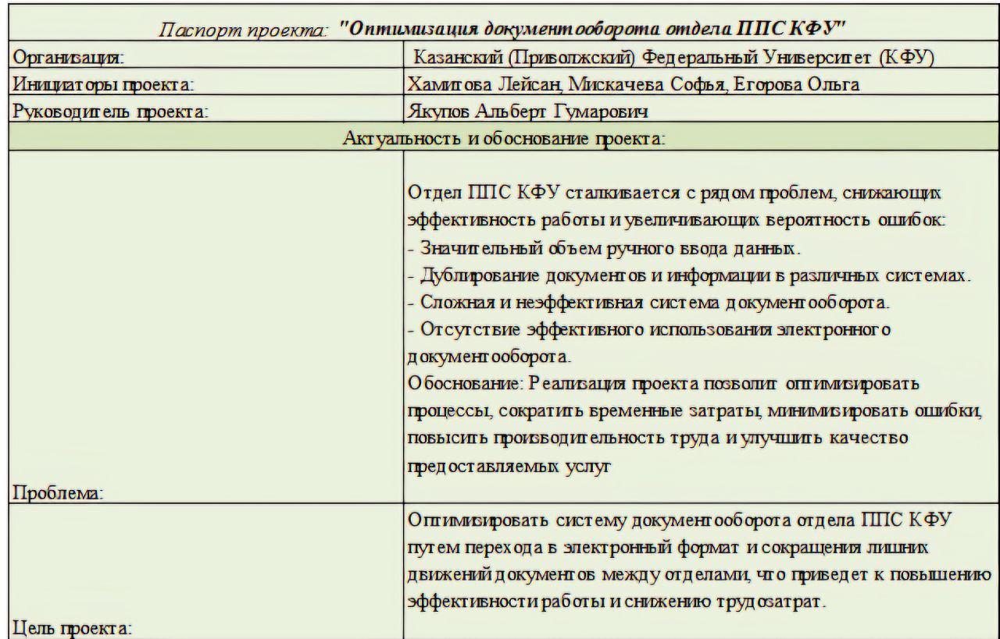 Паспорт проекта: "Оптимизация документооборота отдела ППС КФУ"
Организация: Казанский (Приволжский) Федеральный Университет (КФУ)
Инициаторы проекта: Хамитова Лейсан, Мискачева Софья, Егорова Ольга
Руководитель проекта: Якупов Альберт Гумарович
Актуальность и обоснование проекта:
Отдел ППС КФУ сталкивается с рядом проблем, снижающих
эффективность работы и увеличивающих вероятность ошибок:
- Значительный объем ручного ввода данных.
- Дублирование документов и информации в различных системах.
- Сложная и неэффективная система документооборота.
- Отсутствие эффективного использования электронного
документооборота.
Обоснование: Реализация проекта позволит оптимизировать
процессы, сократить временные затраты, минимизировать ошибки,
повысить производительность труда и улучшить качество
предоставляемых услуг
Проблема:
Оптимизировать систему документооборота отдела ППС КФУ
путем перехода в электронный формат и сокращения лишних
движений документов между отделами, что приведет к повышению
эффективности работы и снижению трудозатрат.
Цель проекта: